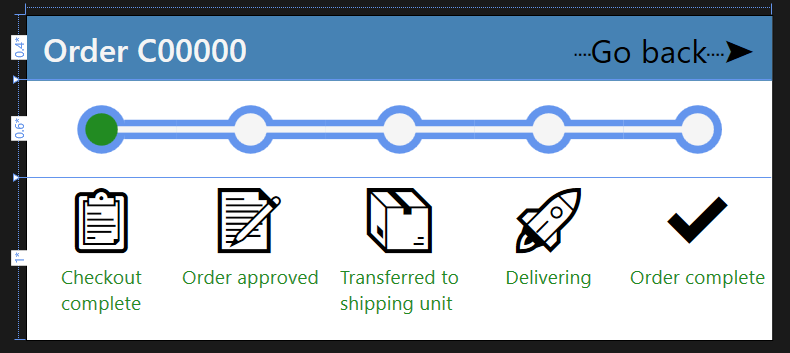 Order C00000
Go back
0.4*
0.6*
1*
Checkout
complete
Order approved
Transferred to
shipping unit
Delivering
Order complete